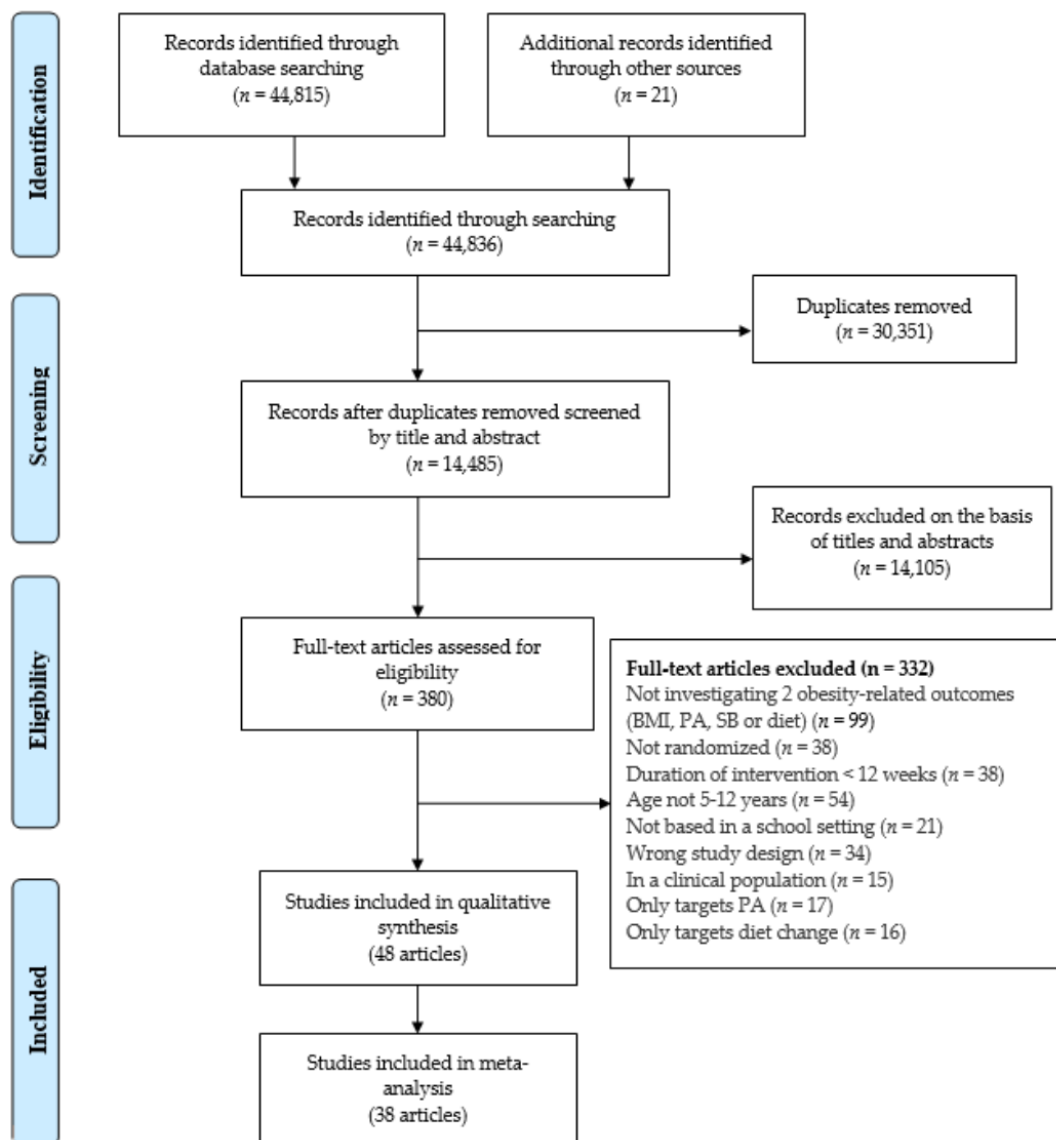 Identification
Records identified through
database searching
(n = 44,815)
Additional records identified
through other sources
(n = 21)
Records identified through searching
(n = 44,836)
Screening
Duplicates removed
(n = 30,351)
Records after duplicates removed screened
by title and abstract
(n = 14,485)
Records excluded on the basis
of titles and abstracts
(n = 14,105)
Eligibility
Full-text articles assessed for
eligibility
(n = 380)
Full-text articles excluded (n = 332)
Not investigating 2 obesity-related outcomes
(BMI, PA, SB or diet) (n = 99)
Not randomized (n = 38)
Duration of intervention < 12 weeks (n = 38)
Age not 5-12 years (n = 54)
Not based in a school setting (n = 21)
Wrong study design (n = 34)
In a clinical population (n = 15)
Only targets PA (n = 17)
Only targets diet change (n = 16)
Included
Studies included in qualitative
synthesis
(48 articles)
Studies included in meta-
analysis
(38 articles)